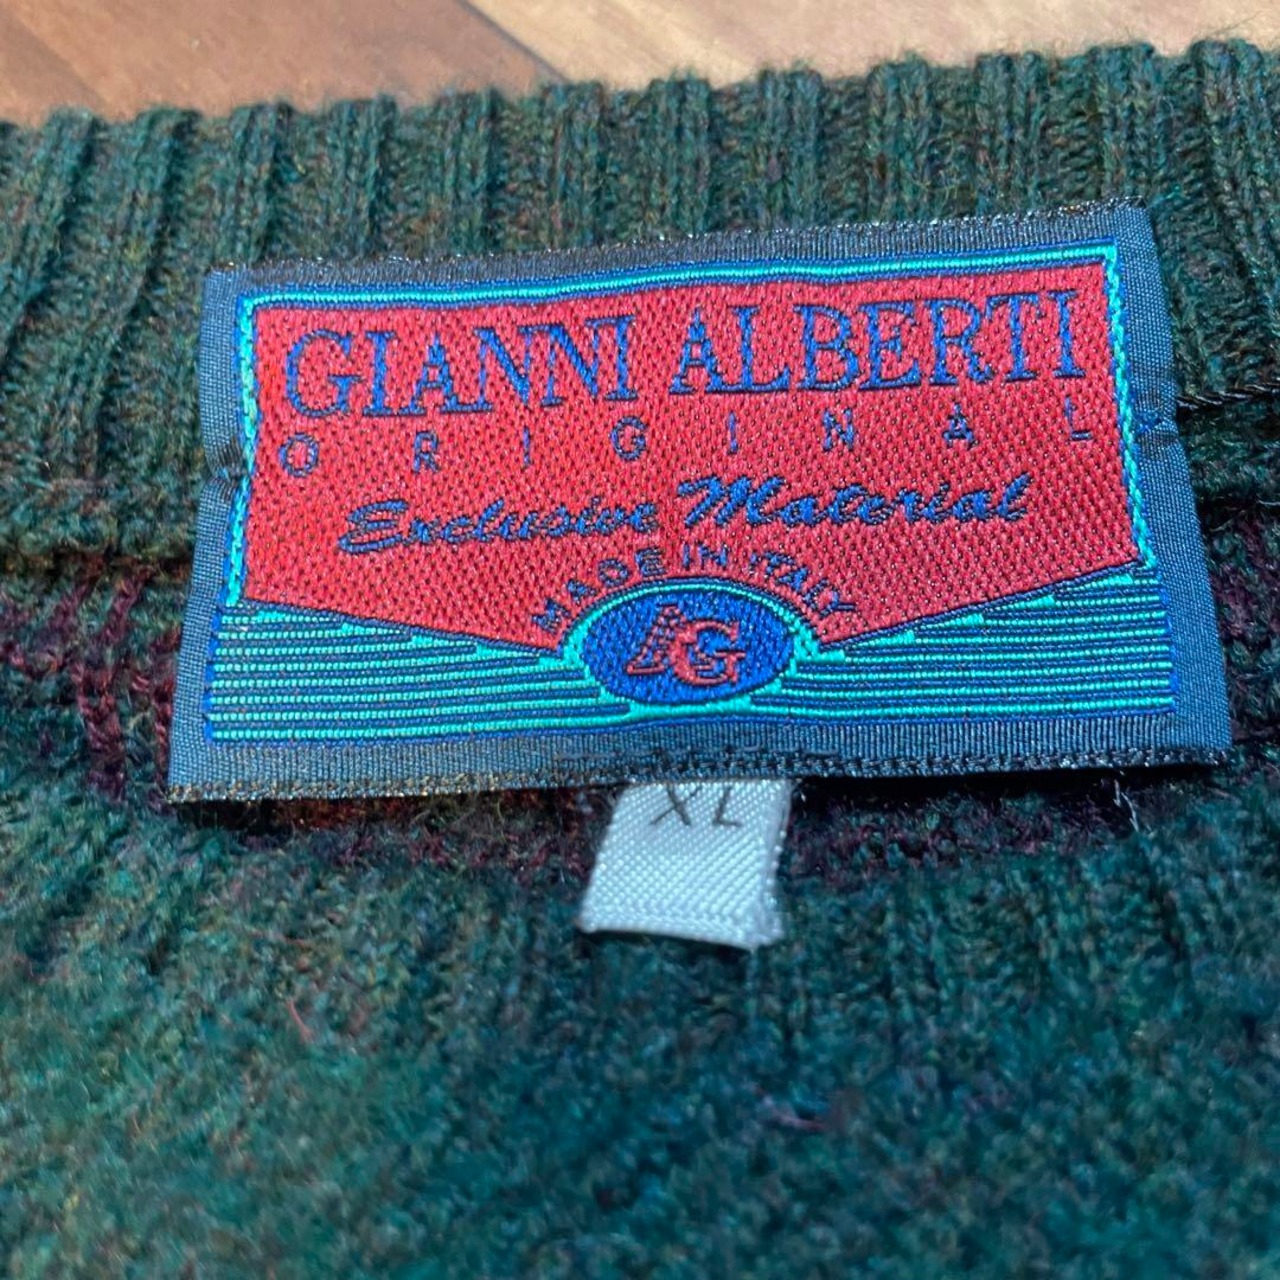 GIANNI ALBERTI
ORIGINAL
Exclusive Material
MADE IN ITALY
AG
XL